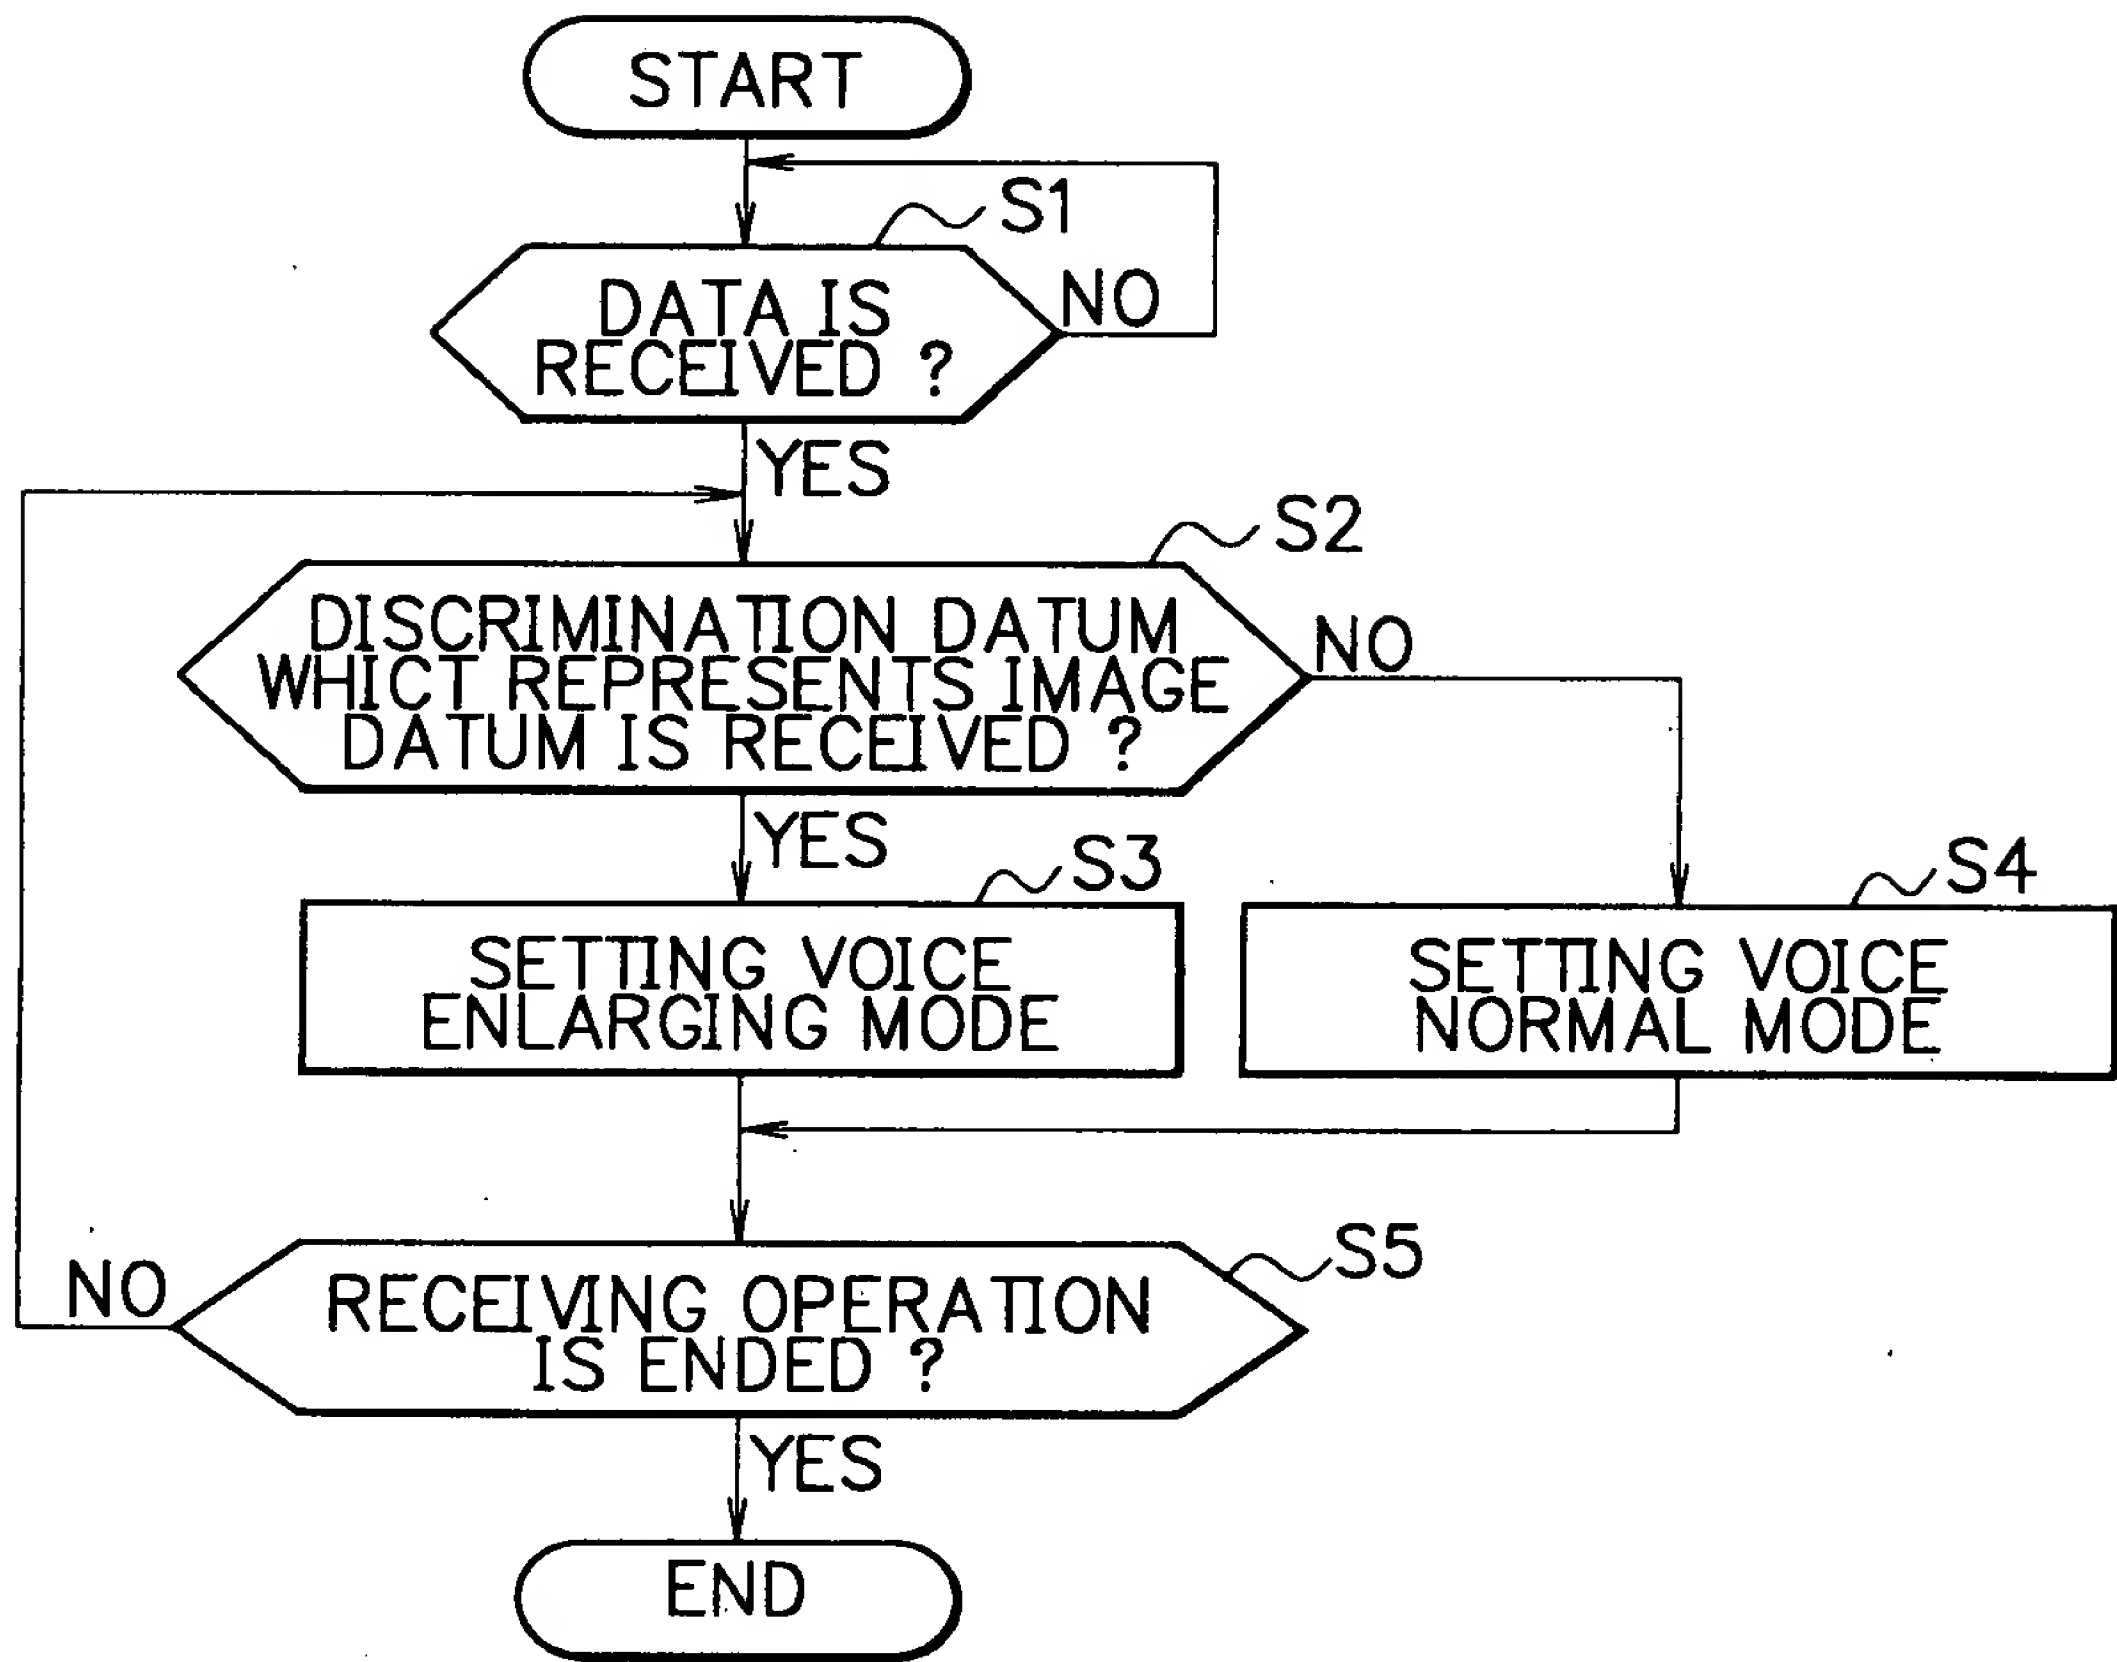 START
S1
DATA IS
RECEIVED ?
NO
YES
S2
DISCRIMINATION DATUM
WHICT REPRESENTS IMAGE
DATUM IS RECEIVED ?
NO
YES
S3
SETTING VOICE
ENLARGING MODE
S4
SETTING VOICE
NORMAL MODE
S5
RECEIVING OPERATION
IS ENDED ?
NO
YES
END